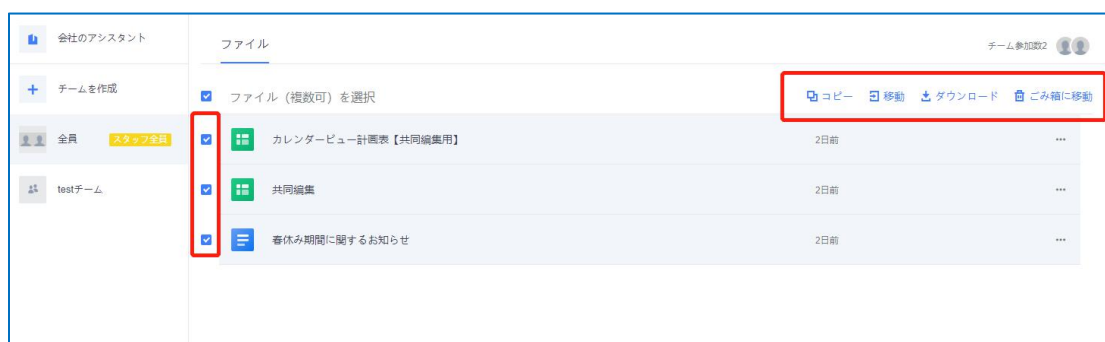 会社のアシスタント
チームを作成
全員 スタッフ全員
testチーム
ファイル
チーム参加数2
ファイル（複数可）を選択
コピー 移動 ダウンロード ごみ箱に移動
カレンダービュー計画表【共同編集用】 2日前
共同編集 2日前
春休み期間に関するお知らせ 2日前